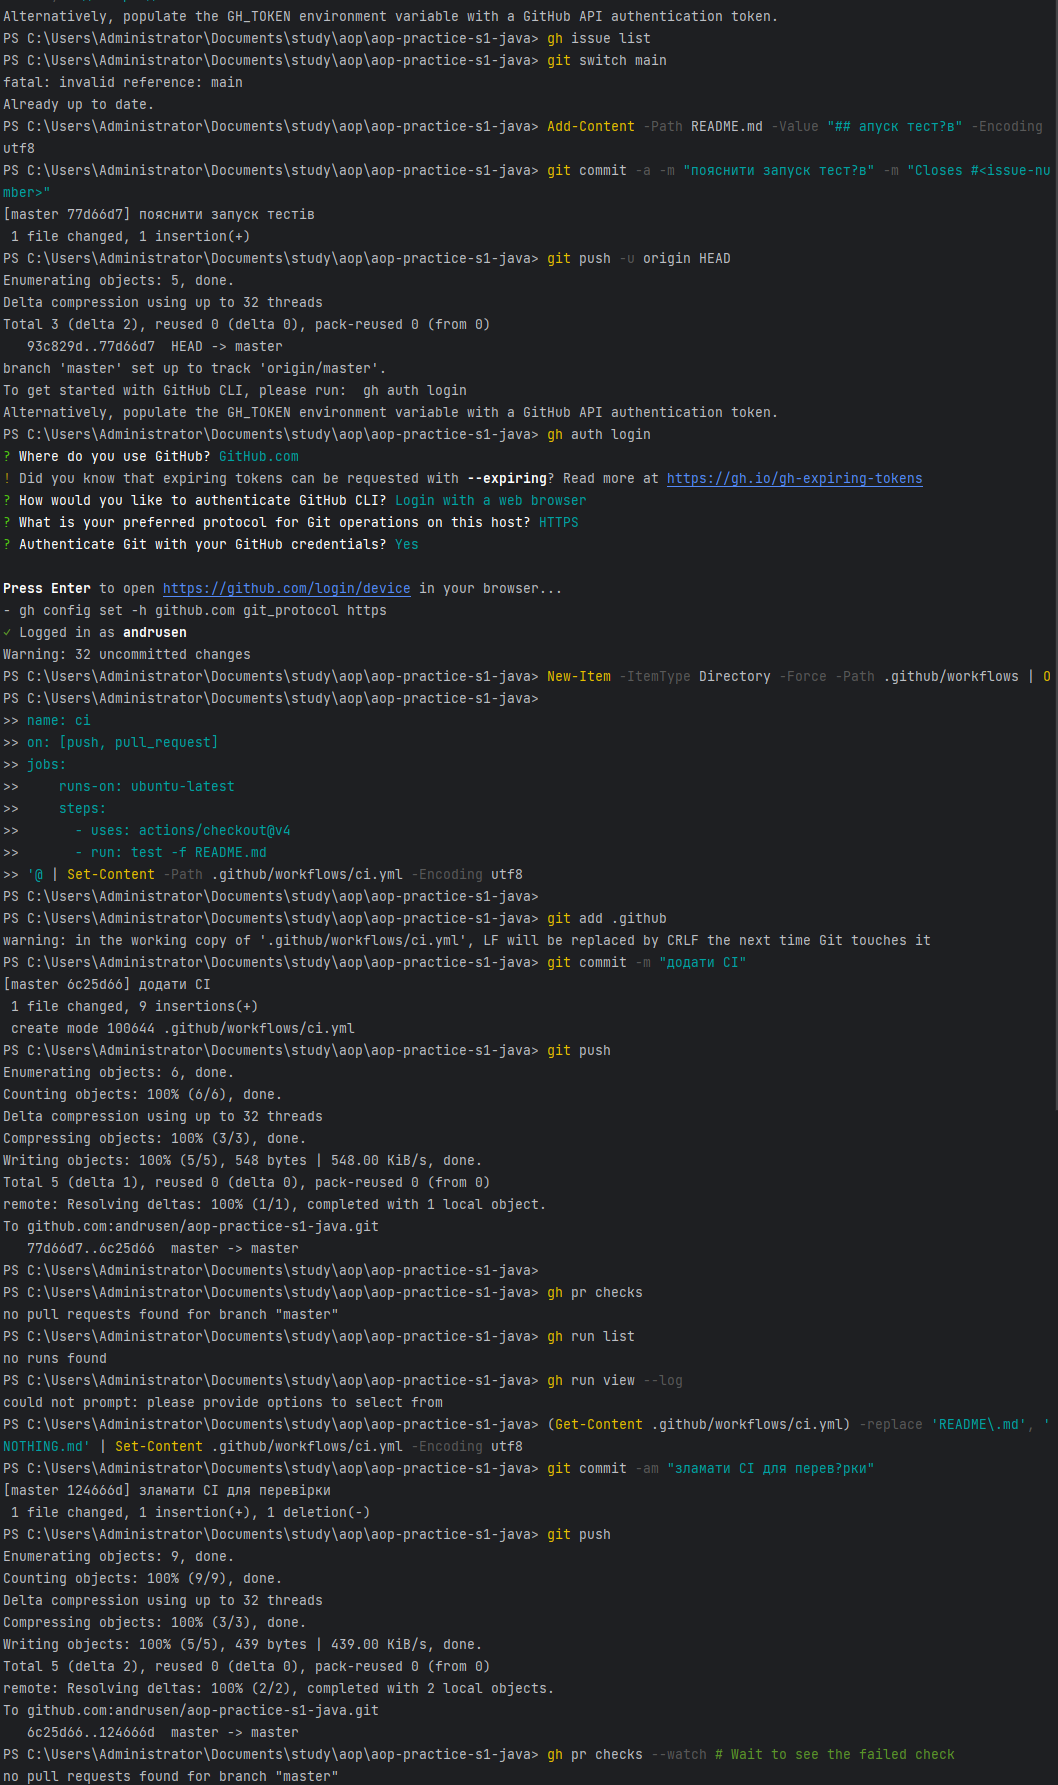 Alternatively, populate the GH_TOKEN environment variable with a GitHub API authentication token.
PS C:\Users\Administrator\Documents\study\aop\aop-practice-s1-java> gh issue list
PS C:\Users\Administrator\Documents\study\aop\aop-practice-s1-java> git switch main
fatal: invalid reference: main
Already up to date.
PS C:\Users\Administrator\Documents\study\aop\aop-practice-s1-java> Add-Content -Path README.md -Value "## апуск тест?в" -Encoding
utf8
PS C:\Users\Administrator\Documents\study\aop\aop-practice-s1-java> git commit -a -m "пояснити запуск тест?в" -m "Closes #<issue-nu
mber>"
[master 77d66d7] пояснити запуск тестів
 1 file changed, 1 insertion(+)
PS C:\Users\Administrator\Documents\study\aop\aop-practice-s1-java> git push -u origin HEAD
Enumerating objects: 5, done.
Delta compression using up to 32 threads
Total 3 (delta 2), reused 0 (delta 0), pack-reused 0 (from 0)
   93c829d..77d66d7  HEAD -> master
branch 'master' set up to track 'origin/master'.
To get started with GitHub CLI, please run:  gh auth login
Alternatively, populate the GH_TOKEN environment variable with a GitHub API authentication token.
PS C:\Users\Administrator\Documents\study\aop\aop-practice-s1-java> gh auth login
? Where do you use GitHub? GitHub.com
! Did you know that expiring tokens can be requested with --expiring? Read more at https://gh.io/gh-expiring-tokens
? How would you like to authenticate GitHub CLI? Login with a web browser
? What is your preferred protocol for Git operations on this host? HTTPS
? Authenticate Git with your GitHub credentials? Yes

Press Enter to open https://github.com/login/device in your browser...
- gh config set -h github.com git_protocol https
✓ Logged in as andrusen
Warning: 32 uncommitted changes
PS C:\Users\Administrator\Documents\study\aop\aop-practice-s1-java> New-Item -ItemType Directory -Force -Path .github/workflows | O
PS C:\Users\Administrator\Documents\study\aop\aop-practice-s1-java>
>> name: ci
>> on: [push, pull_request]
>> jobs:
>>     runs-on: ubuntu-latest
>>     steps:
>>       - uses: actions/checkout@v4
>>       - run: test -f README.md
>> '@ | Set-Content -Path .github/workflows/ci.yml -Encoding utf8
PS C:\Users\Administrator\Documents\study\aop\aop-practice-s1-java>
PS C:\Users\Administrator\Documents\study\aop\aop-practice-s1-java> git add .github
warning: in the working copy of '.github/workflows/ci.yml', LF will be replaced by CRLF the next time Git touches it
PS C:\Users\Administrator\Documents\study\aop\aop-practice-s1-java> git commit -m "додати CI"
[master 6c25d66] додати CI
 1 file changed, 9 insertions(+)
 create mode 100644 .github/workflows/ci.yml
PS C:\Users\Administrator\Documents\study\aop\aop-practice-s1-java> git push
Enumerating objects: 6, done.
Counting objects: 100% (6/6), done.
Delta compression using up to 32 threads
Compressing objects: 100% (3/3), done.
Writing objects: 100% (5/5), 548 bytes | 548.00 KiB/s, done.
Total 5 (delta 1), reused 0 (delta 0), pack-reused 0 (from 0)
remote: Resolving deltas: 100% (1/1), completed with 1 local object.
To github.com:andrusen/aop-practice-s1-java.git
   77d66d7..6c25d66  master -> master
PS C:\Users\Administrator\Documents\study\aop\aop-practice-s1-java>
PS C:\Users\Administrator\Documents\study\aop\aop-practice-s1-java> gh pr checks
no pull requests found for branch "master"
PS C:\Users\Administrator\Documents\study\aop\aop-practice-s1-java> gh run list
no runs found
PS C:\Users\Administrator\Documents\study\aop\aop-practice-s1-java> gh run view --log
could not prompt: please provide options to select from
PS C:\Users\Administrator\Documents\study\aop\aop-practice-s1-java> (Get-Content .github/workflows/ci.yml) -replace 'README\.md', '
NOTHING.md' | Set-Content .github/workflows/ci.yml -Encoding utf8
PS C:\Users\Administrator\Documents\study\aop\aop-practice-s1-java> git commit -am "зламати CI для перев?рки"
[master 124666d] зламати CI для перевірки
 1 file changed, 1 insertion(+), 1 deletion(-)
PS C:\Users\Administrator\Documents\study\aop\aop-practice-s1-java> git push
Enumerating objects: 9, done.
Counting objects: 100% (9/9), done.
Delta compression using up to 32 threads
Compressing objects: 100% (3/3), done.
Writing objects: 100% (5/5), 439 bytes | 439.00 KiB/s, done.
Total 5 (delta 2), reused 0 (delta 0), pack-reused 0 (from 0)
remote: Resolving deltas: 100% (2/2), completed with 2 local objects.
To github.com:andrusen/aop-practice-s1-java.git
   6c25d66..124666d  master -> master
PS C:\Users\Administrator\Documents\study\aop\aop-practice-s1-java> gh pr checks --watch # Wait to see the failed check
no pull requests found for branch "master"